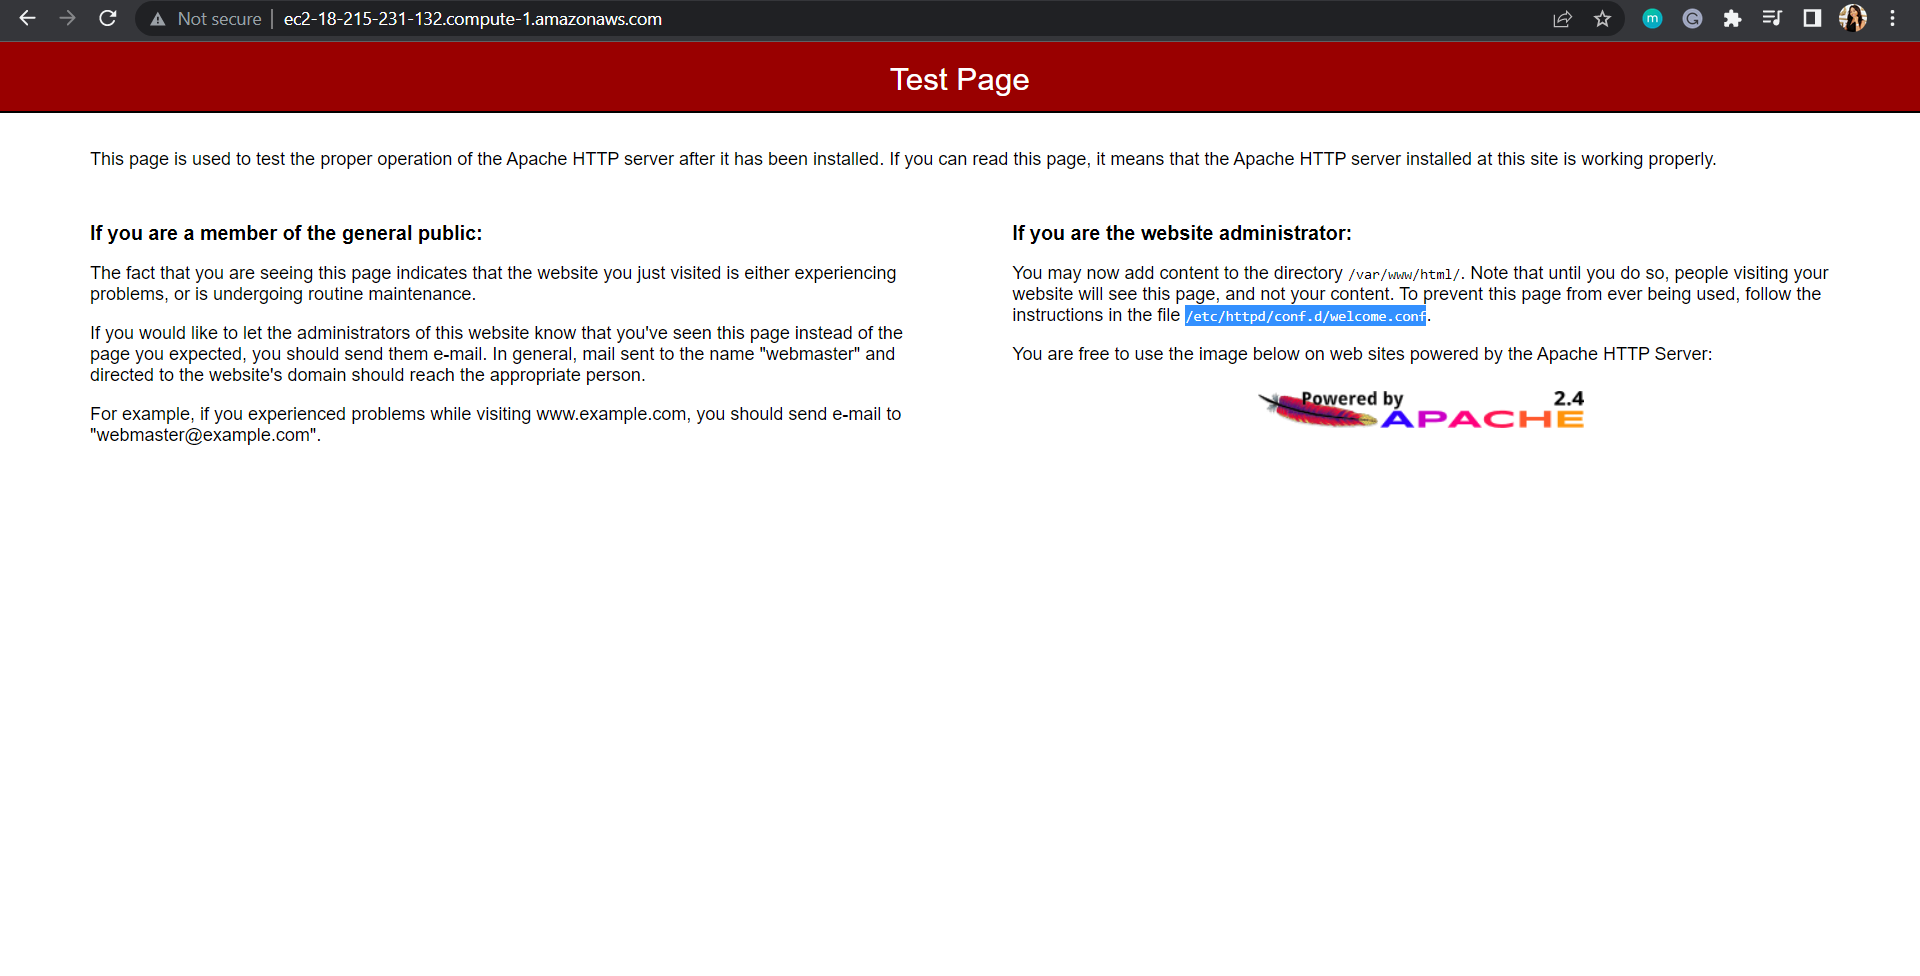 Not secure | ec2-18-215-231-132.compute-1.amazonaws.com
m
G
Test Page
This page is used to test the proper operation of the Apache HTTP server after it has been installed. If you can read this page, it means that the Apache HTTP server installed at this site is working properly.
If you are a member of the general public:
The fact that you are seeing this page indicates that the website you just visited is either experiencing
problems, or is undergoing routine maintenance.
If you would like to let the administrators of this website know that you've seen this page instead of the
page you expected, you should send them e-mail. In general, mail sent to the name "webmaster" and
directed to the website's domain should reach the appropriate person.
For example, if you experienced problems while visiting www.example.com, you should send e-mail to
"webmaster@example.com".
If you are the website administrator:
You may now add content to the directory /var/www/html/. Note that until you do so, people visiting your
website will see this page, and not your content. To prevent this page from ever being used, follow the
instructions in the file /etc/httpd/conf.d/welcome.conf.
You are free to use the image below on web sites powered by the Apache HTTP Server:
Powered by 2.4
APACHE